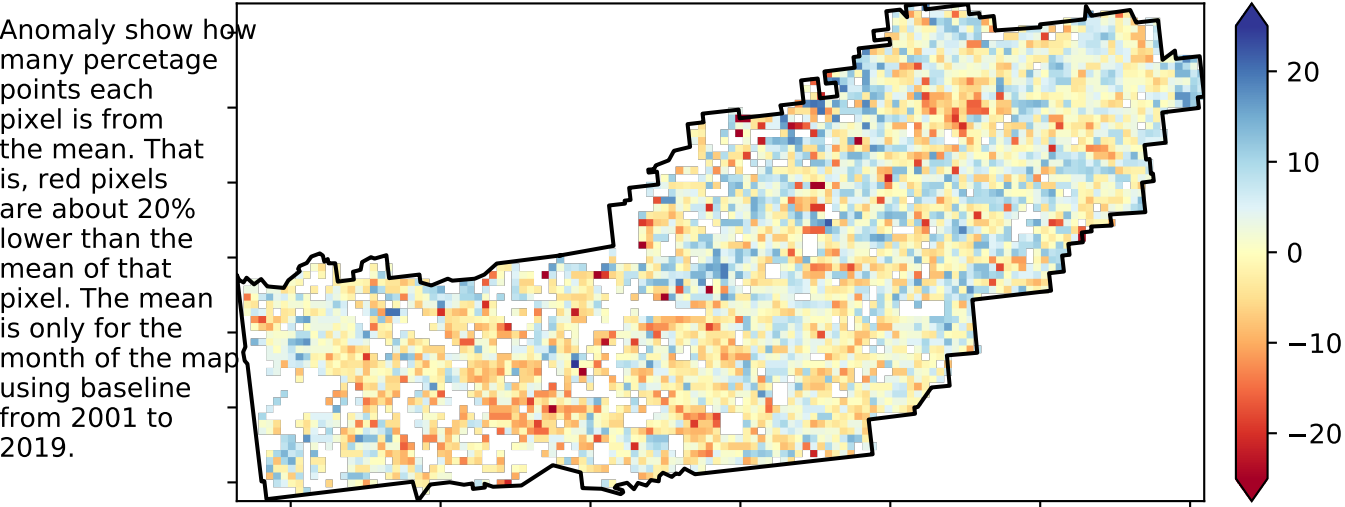 Anomaly show how
many percetage
points each
pixel is from
the mean. That
is, red pixels
are about 20%
lower than the
mean of that
pixel. The mean
is only for the
month of the map
using baseline
from 2001 to
2019.
20
10
0
−10
−20